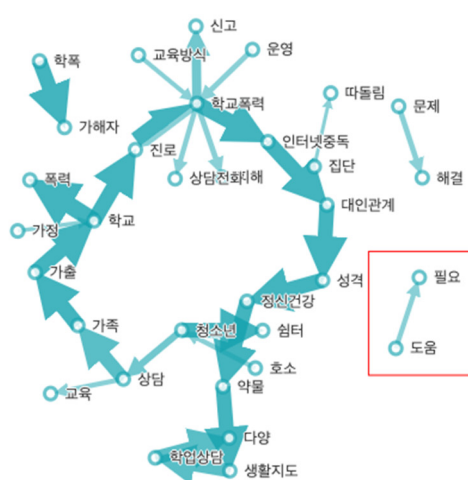 신고
교육방식
운영
학폭
학교폭력
따돌림
문제
가해자
인터넷중독
진로
집단
폭력
상담전화
해결
대인관계
학교
가정
가출
성격
필요
정신건강
가족
청소년
쉼터
도움
호소
상담
약물
교육
다양
학업상담
생활지도